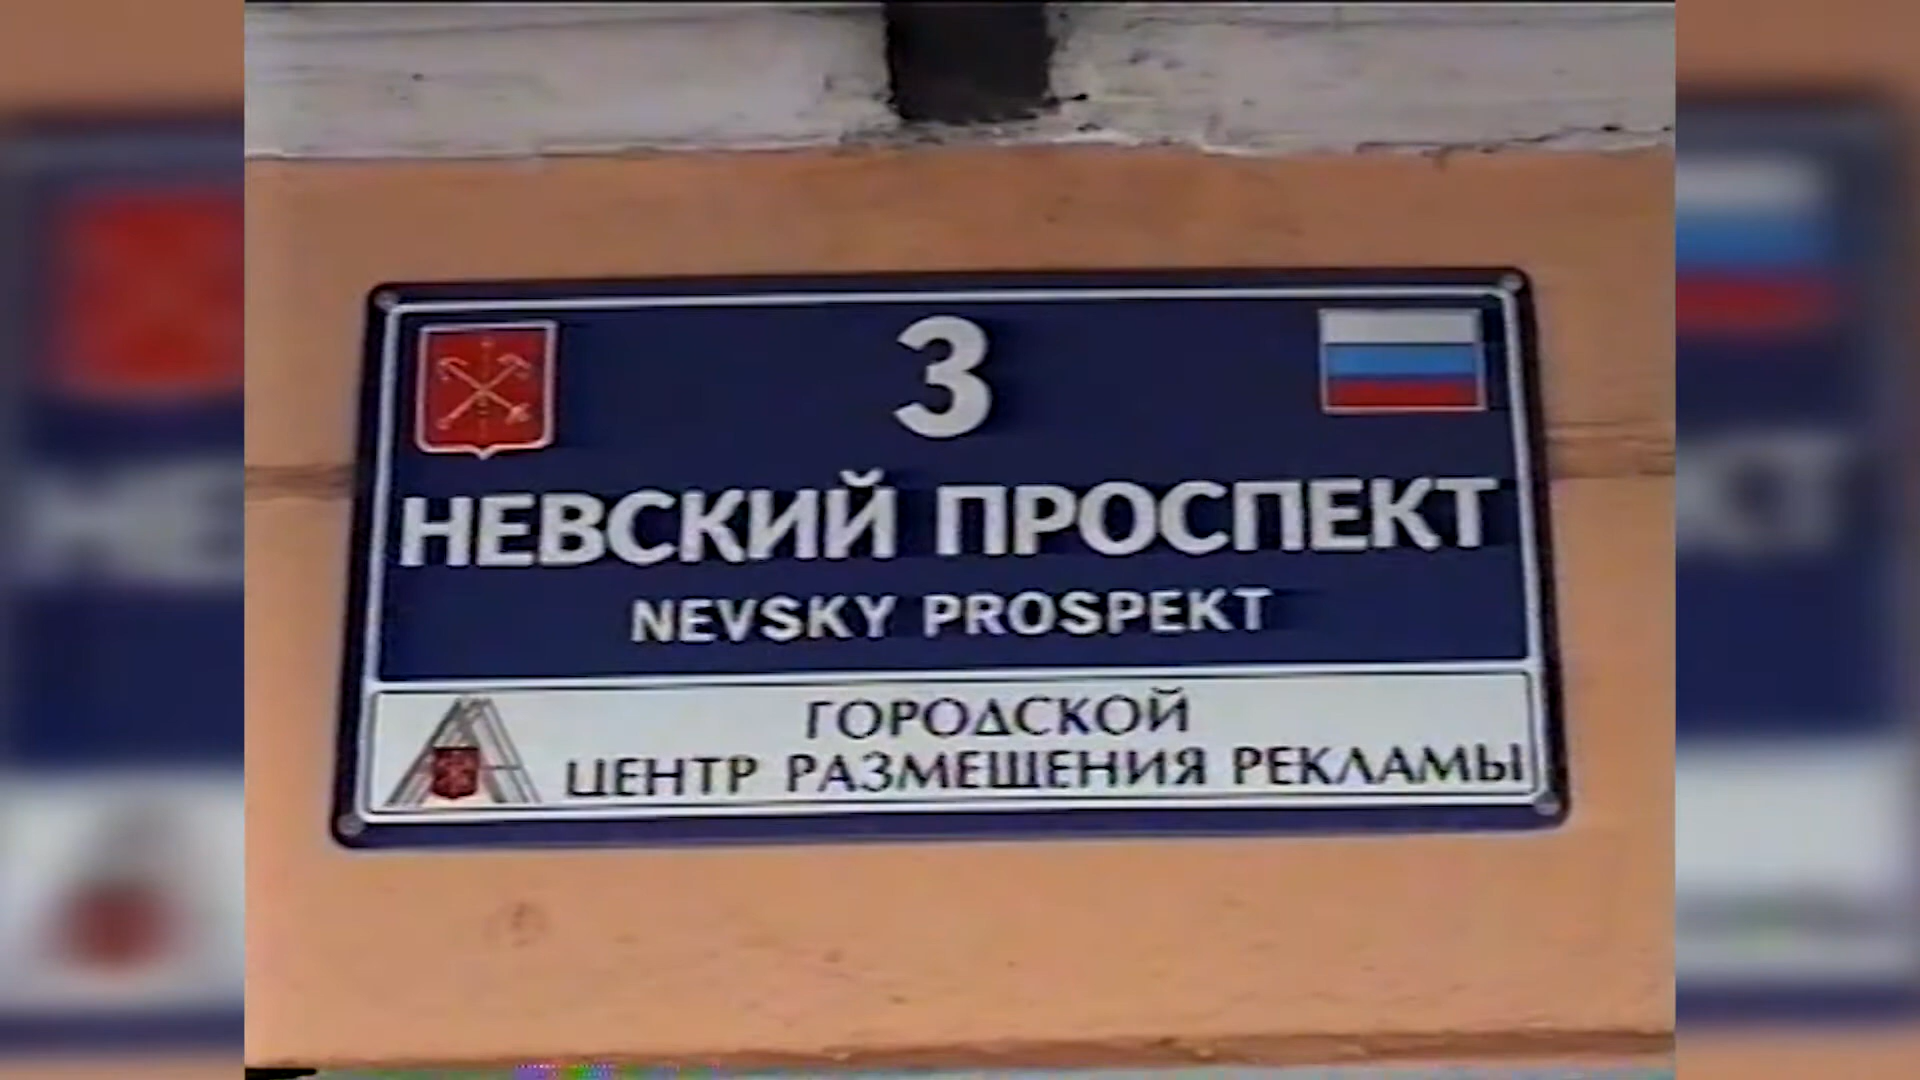 3
НЕВСКИЙ ПРОСПЕКТ
NEVSKY PROSPEKT
ГОРОДСКОЙ
ЦЕНТР РАЗМЕЩЕНИЯ РЕКЛАМЫ